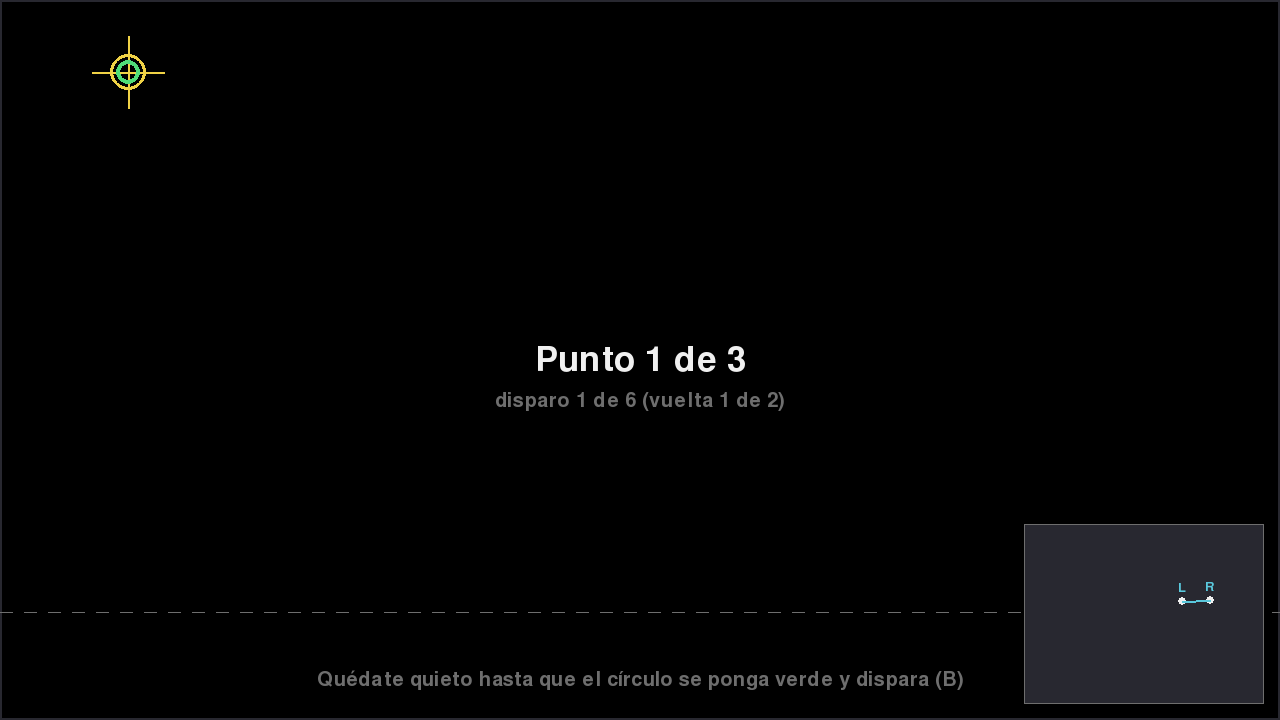 Punto 1 de 3
disparo 1 de 6 (vuelta 1 de 2)
L R
Quédate quieto hasta que el círculo se ponga verde y dispara (B)